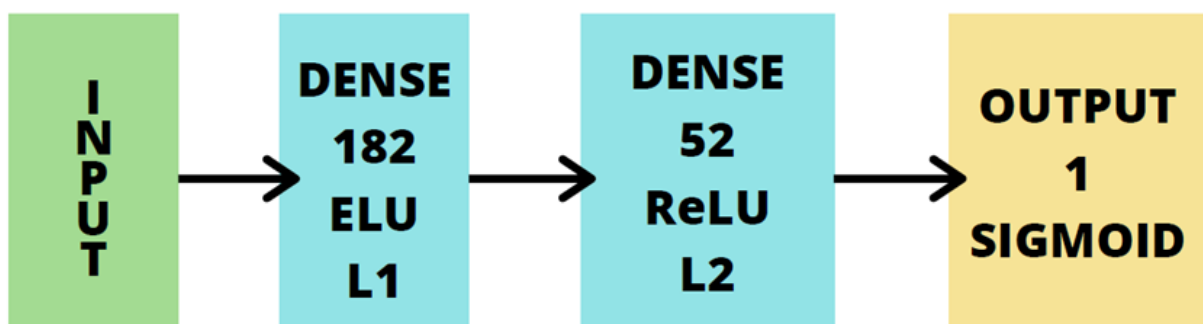 INPUT
DENSE
182
ELU
L1
DENSE
52
ReLU
L2
OUTPUT
1
SIGMOID